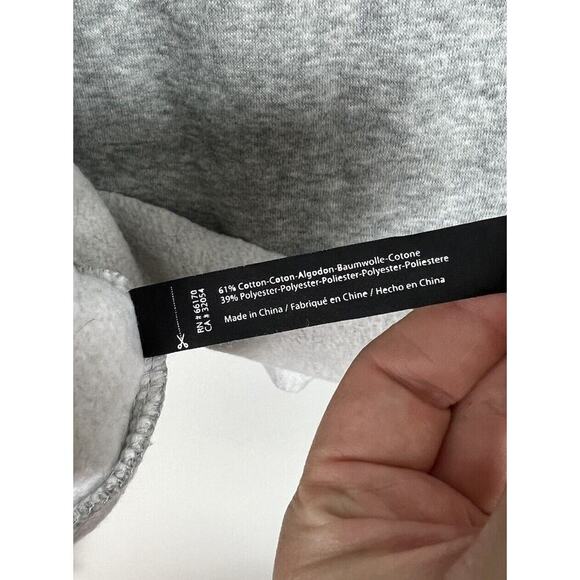 RN # 66170
CA # 32054
61% Cotton-Coton-Algodon-Baumwolle-Cotone
39% Polyester-Polyester-Poliester-Polyester-Poliestere
Made in China / Fabriqué en Chine / Hecho en China